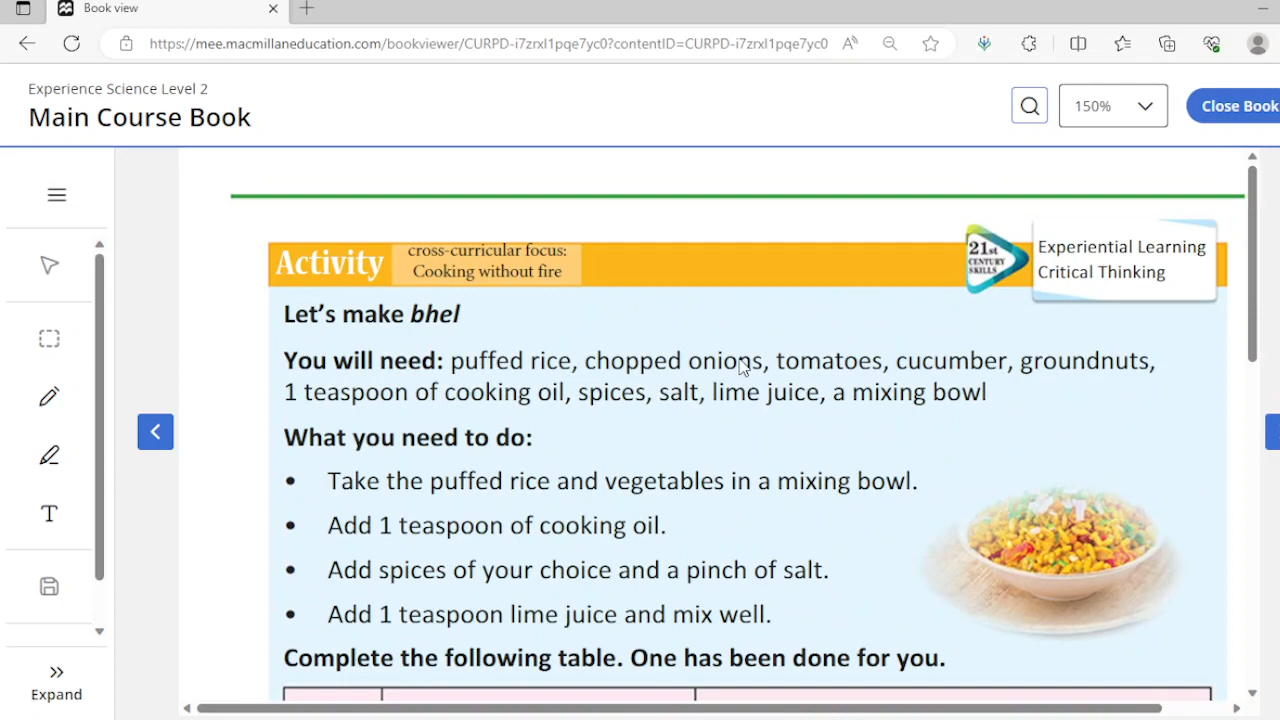 Book view
https://mee.macmillaneducation.com/bookviewer/CURPD-i7zrxl1pqe7yc0?contentID=CURPD-i7zrxl1pqe7yc0
Experience Science Level 2
Main Course Book
150%
Close Book
Activity
cross-curricular focus:
Cooking without fire
21st
CENTURY
SKILLS
Experiential Learning
Critical Thinking
Let's make bhel
You will need: puffed rice, chopped onions, tomatoes, cucumber, groundnuts,
1 teaspoon of cooking oil, spices, salt, lime juice, a mixing bowl
What you need to do:
• Take the puffed rice and vegetables in a mixing bowl.
• Add 1 teaspoon of cooking oil.
• Add spices of your choice and a pinch of salt.
• Add 1 teaspoon lime juice and mix well.
Complete the following table. One has been done for you.
Expand